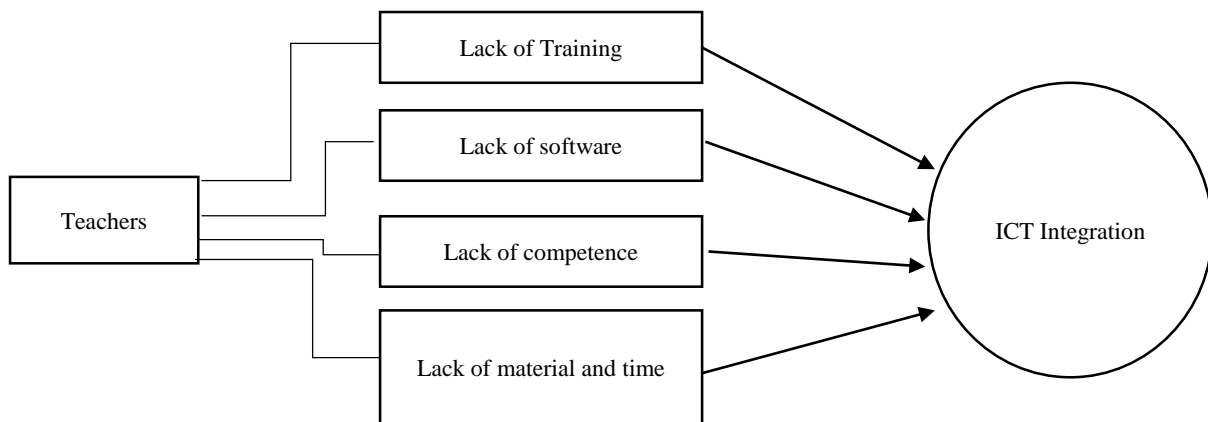 Lack of Training
Lack of software
Teachers
Lack of competence
ICT Integration
Lack of material and time